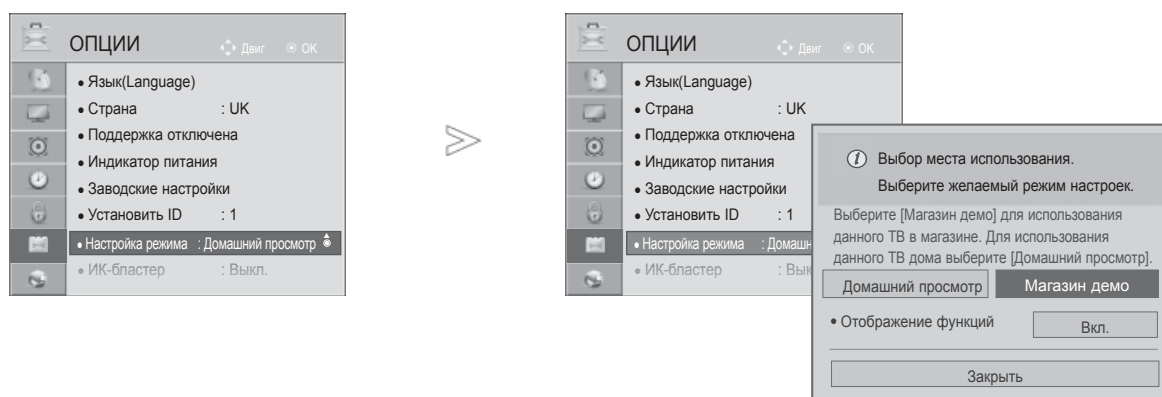 ОПЦИИ
Двиг OK
• Язык(Language)
• Страна : UK
• Поддержка отключена
• Индикатор питания
• Заводские настройки
• Установить ID : 1
• Настройка режима : Домашний просмотр
• ИК-бластер : Выкл.
ОПЦИИ
Двиг OK
• Язык(Language)
• Страна : UK
• Поддержка отключена
• Индикатор питания
• Заводские настройки
• Установить ID : 1
• Настройка режима : Домашн
• ИК-бластер : Вык
Выбор места использования.
Выберите желаемый режим настроек.
Выберите [Магазин демо] для использования
данного ТВ в магазине. Для использования
данного ТВ дома выберите [Домашний просмотр].
Домашний просмотр Магазин демо
• Отображение функций Вкл.
Закрыть